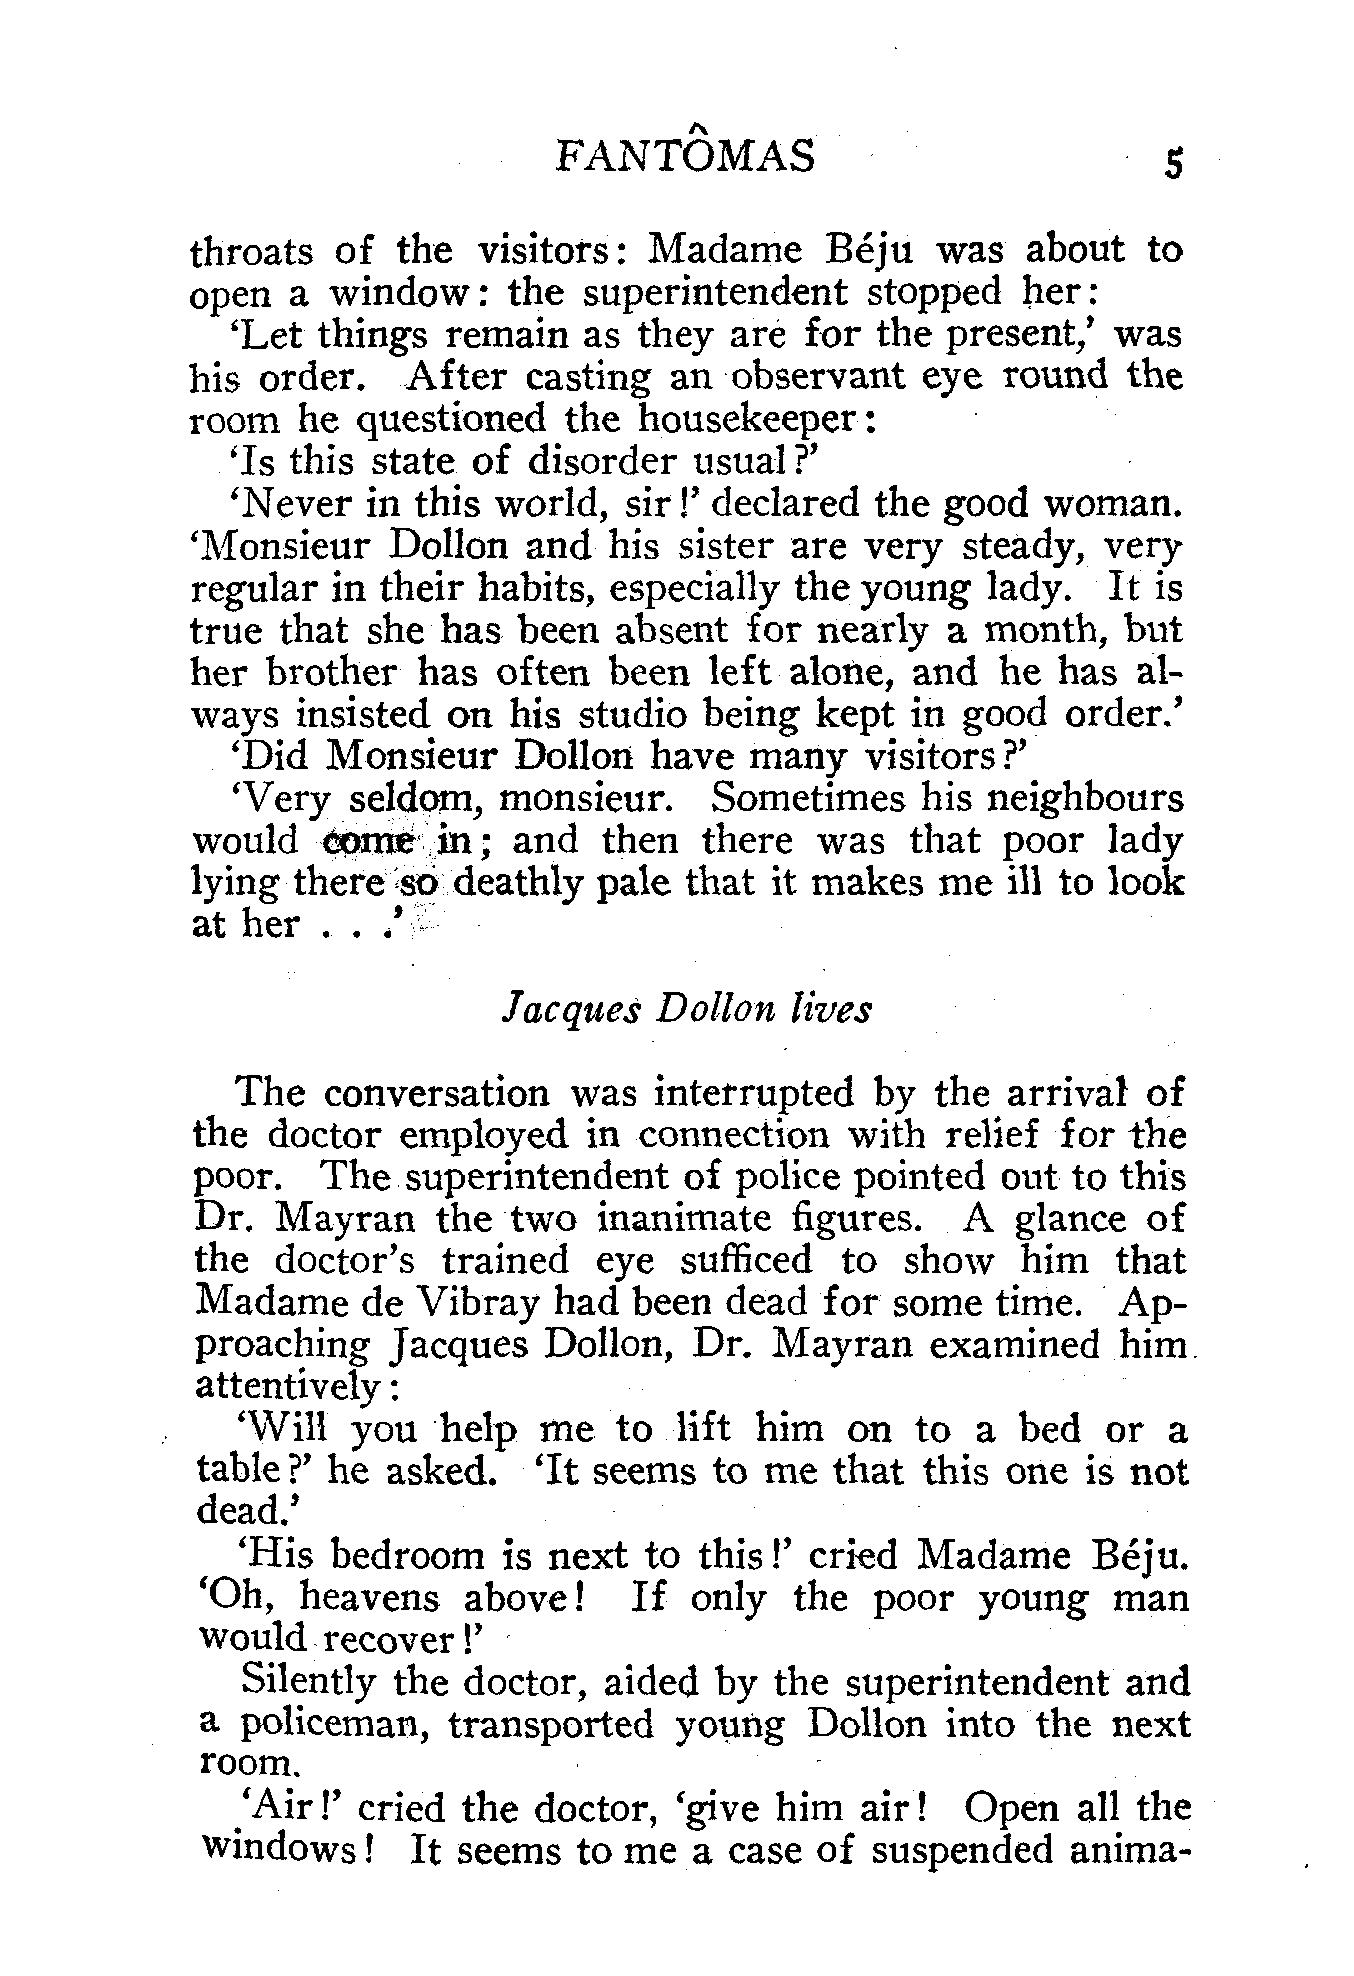 FANTÔMAS 5
throats of the visitors: Madame Béju was about to
open a window: the superintendent stopped her:
‘Let things remain as they are for the present,’ was
his order. After casting an observant eye round the
room he questioned the housekeeper:
‘Is this state of disorder usual?’
‘Never in this world, sir!’ declared the good woman.
‘Monsieur Dollon and his sister are very steady, very
regular in their habits, especially the young lady. It is
true that she has been absent for nearly a month, but
her brother has often been left alone, and he has al-
ways insisted on his studio being kept in good order.’
‘Did Monsieur Dollon have many visitors?’
‘Very seldom, monsieur. Sometimes his neighbours
would come in; and then there was that poor lady
lying there so deathly pale that it makes me ill to look
at her . . .’
Jacques Dollon lives
The conversation was interrupted by the arrival of
the doctor employed in connection with relief for the
poor. The superintendent of police pointed out to this
Dr. Mayran the two inanimate figures. A glance of
the doctor’s trained eye sufficed to show him that
Madame de Vibray had been dead for some time. Ap-
proaching Jacques Dollon, Dr. Mayran examined him
attentively:
‘Will you help me to lift him on to a bed or a
table?’ he asked. ‘It seems to me that this one is not
dead.’
‘His bedroom is next to this!’ cried Madame Béju.
‘Oh, heavens above! If only the poor young man
would recover!’
Silently the doctor, aided by the superintendent and
a policeman, transported young Dollon into the next
room.
‘Air!’ cried the doctor, ‘give him air! Open all the
windows! It seems to me a case of suspended anima-